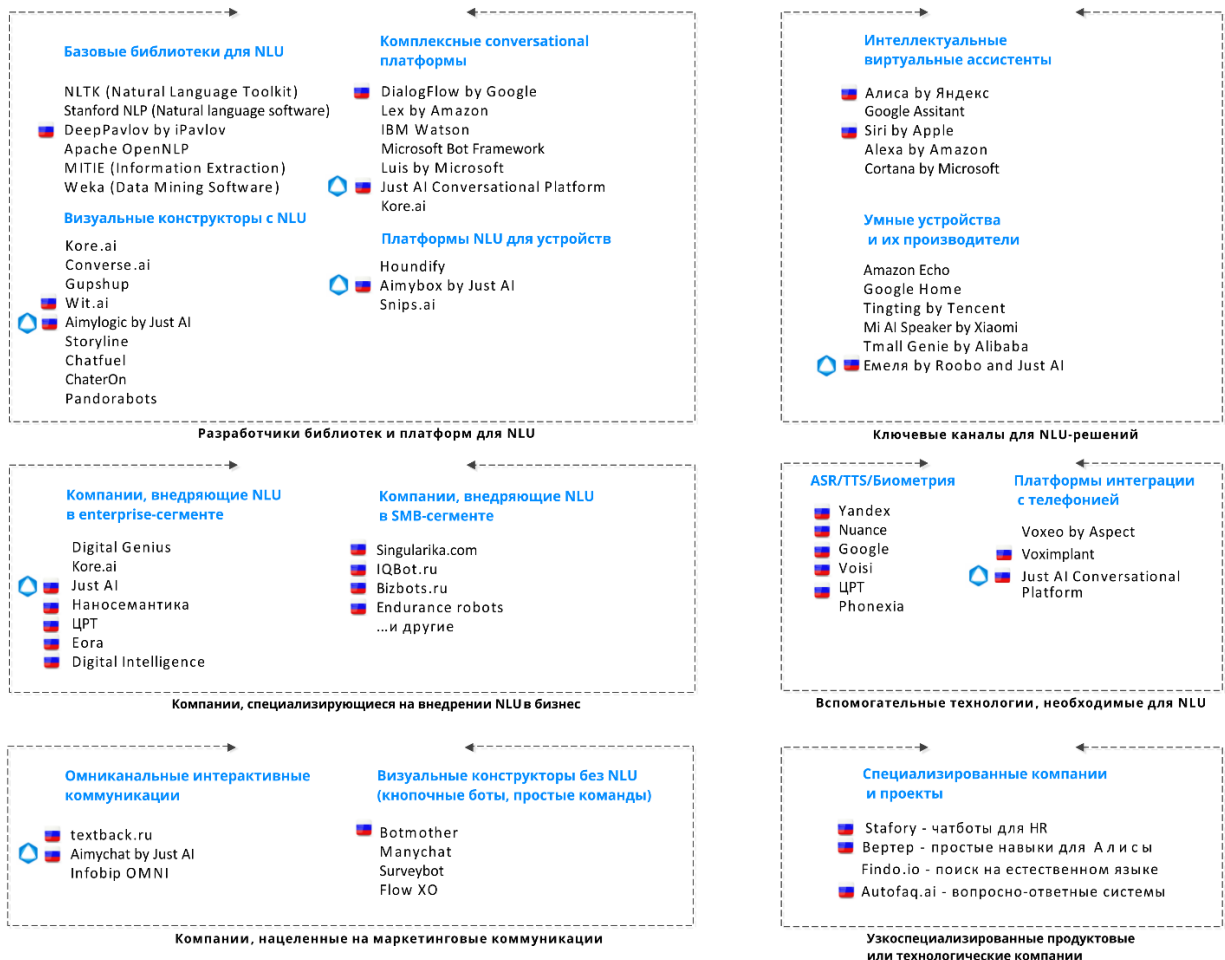 Базовые библиотеки для NLU
NLTK (Natural Language Toolkit)
Stanford NLP (Natural language software)
DeepPavlov by iPavlov
Apache OpenNLP
MITIE (Information Extraction)
Weka (Data Mining Software)
Визуальные конструкторы с NLU
Kore.ai
Converse.ai
Gupshup
Wit.ai
Aimylogic by Just AI
Storyline
Chatfuel
ChaterOn
Pandorabots
Комплексные conversational
платформы
DialogFlow by Google
Lex by Amazon
IBM Watson
Microsoft Bot Framework
Luis by Microsoft
Just AI Conversational Platform
Kore.ai
Платформы NLU для устройств
Houndify
Aimybox by Just AI
Snips.ai
Разработчики библиотек и платформ для NLU
Интеллектуальные
виртуальные ассистенты
Алиса by Яндекс
Google Assitant
Siri by Apple
Alexa by Amazon
Cortana by Microsoft
Умные устройства
и их производители
Amazon Echo
Google Home
Tingting by Tencent
Mi AI Speaker by Xiaomi
Tmall Genie by Alibaba
Емеля by Roobo and Just AI
Ключевые каналы для NLU-решений
Компании, внедряющие NLU
в enterprise-сегменте
Digital Genius
Kore.ai
Just AI
Наносемантика
ЦРТ
Eora
Digital Intelligence
Компании, внедряющие NLU
в SMB-сегменте
Singularika.com
IQBot.ru
Bizbots.ru
Endurance robots
...и другие
Компании, специализирующиеся на внедрении NLU в бизнес
ASR/TTS/Биометрия
Yandex
Nuance
Google
Voisi
ЦРТ
Phonexia
Платформы интеграции
с телефонией
Voxeo by Aspect
Voximplant
Just AI Conversational
Platform
Вспомогательные технологии, необходимые для NLU
Омниканальные интерактивные
коммуникации
textback.ru
Aimychat by Just AI
Infobip OMNI
Визуальные конструкторы без NLU
(кнопочные боты, простые команды)
Botmother
Manychat
Surveybot
Flow XO
Компании, нацеленные на маркетинговые коммуникации
Специализированные компании
и проекты
Stafory - чатботы для HR
Вертер - простые навыки для Алисы
Findo.io - поиск на естественном языке
Autofaq.ai - вопросно-ответные системы
Узкоспециализированные продуктовые
или технологические компании